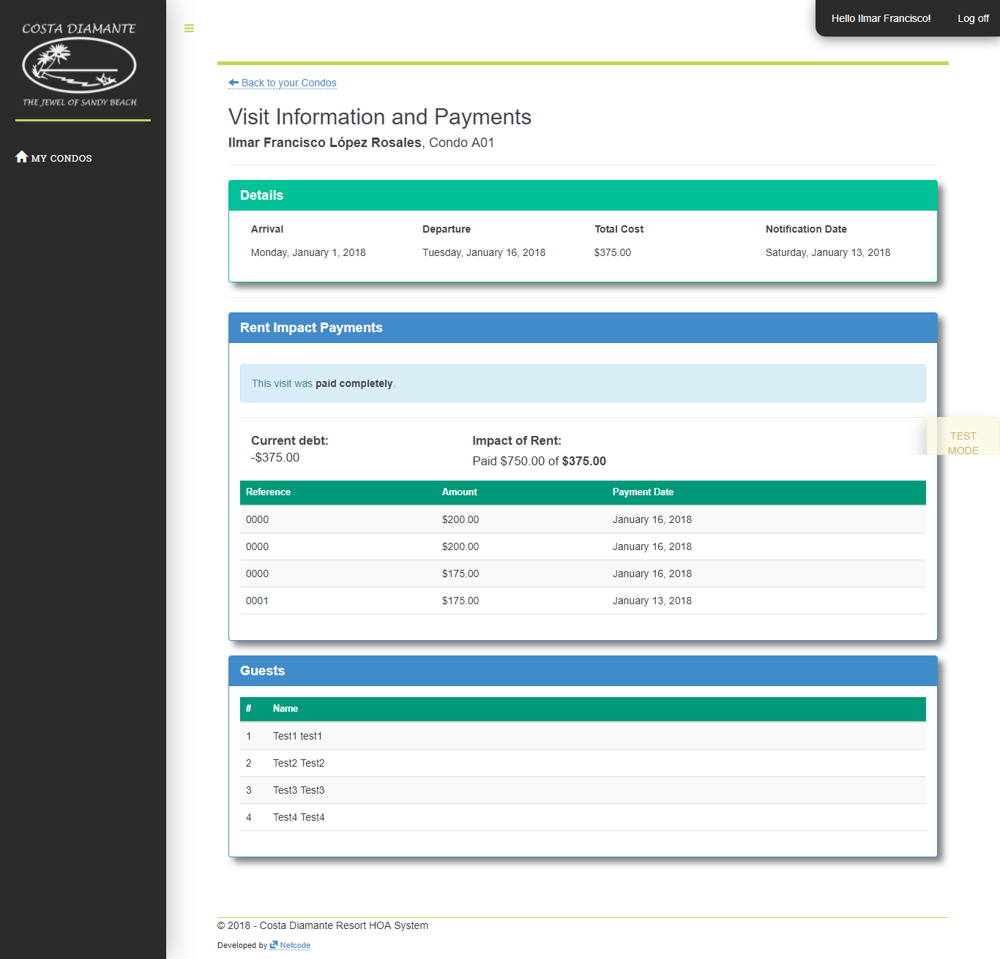 COSTA DIAMANTE
THE JEWEL OF SANDY BEACH
MY CONDOS
Hello Ilmar Francisco! Log off
Back to your Condos
Visit Information and Payments
Ilmar Francisco López Rosales, Condo A01
Details
Arrival Departure Total Cost Notification Date
Monday, January 1, 2018 Tuesday, January 16, 2018 $375.00 Saturday, January 13, 2018
Rent Impact Payments
This visit was paid completely.
TEST
MODE
Current debt: Impact of Rent:
-$375.00 Paid $750.00 of $375.00
Reference Amount Payment Date
0000 $200.00 January 16, 2018
0000 $200.00 January 16, 2018
0000 $175.00 January 16, 2018
0001 $175.00 January 13, 2018
Guests
# Name
1 Test1 test1
2 Test2 Test2
3 Test3 Test3
4 Test4 Test4
© 2018 - Costa Diamante Resort HOA System
Developed by Netcode